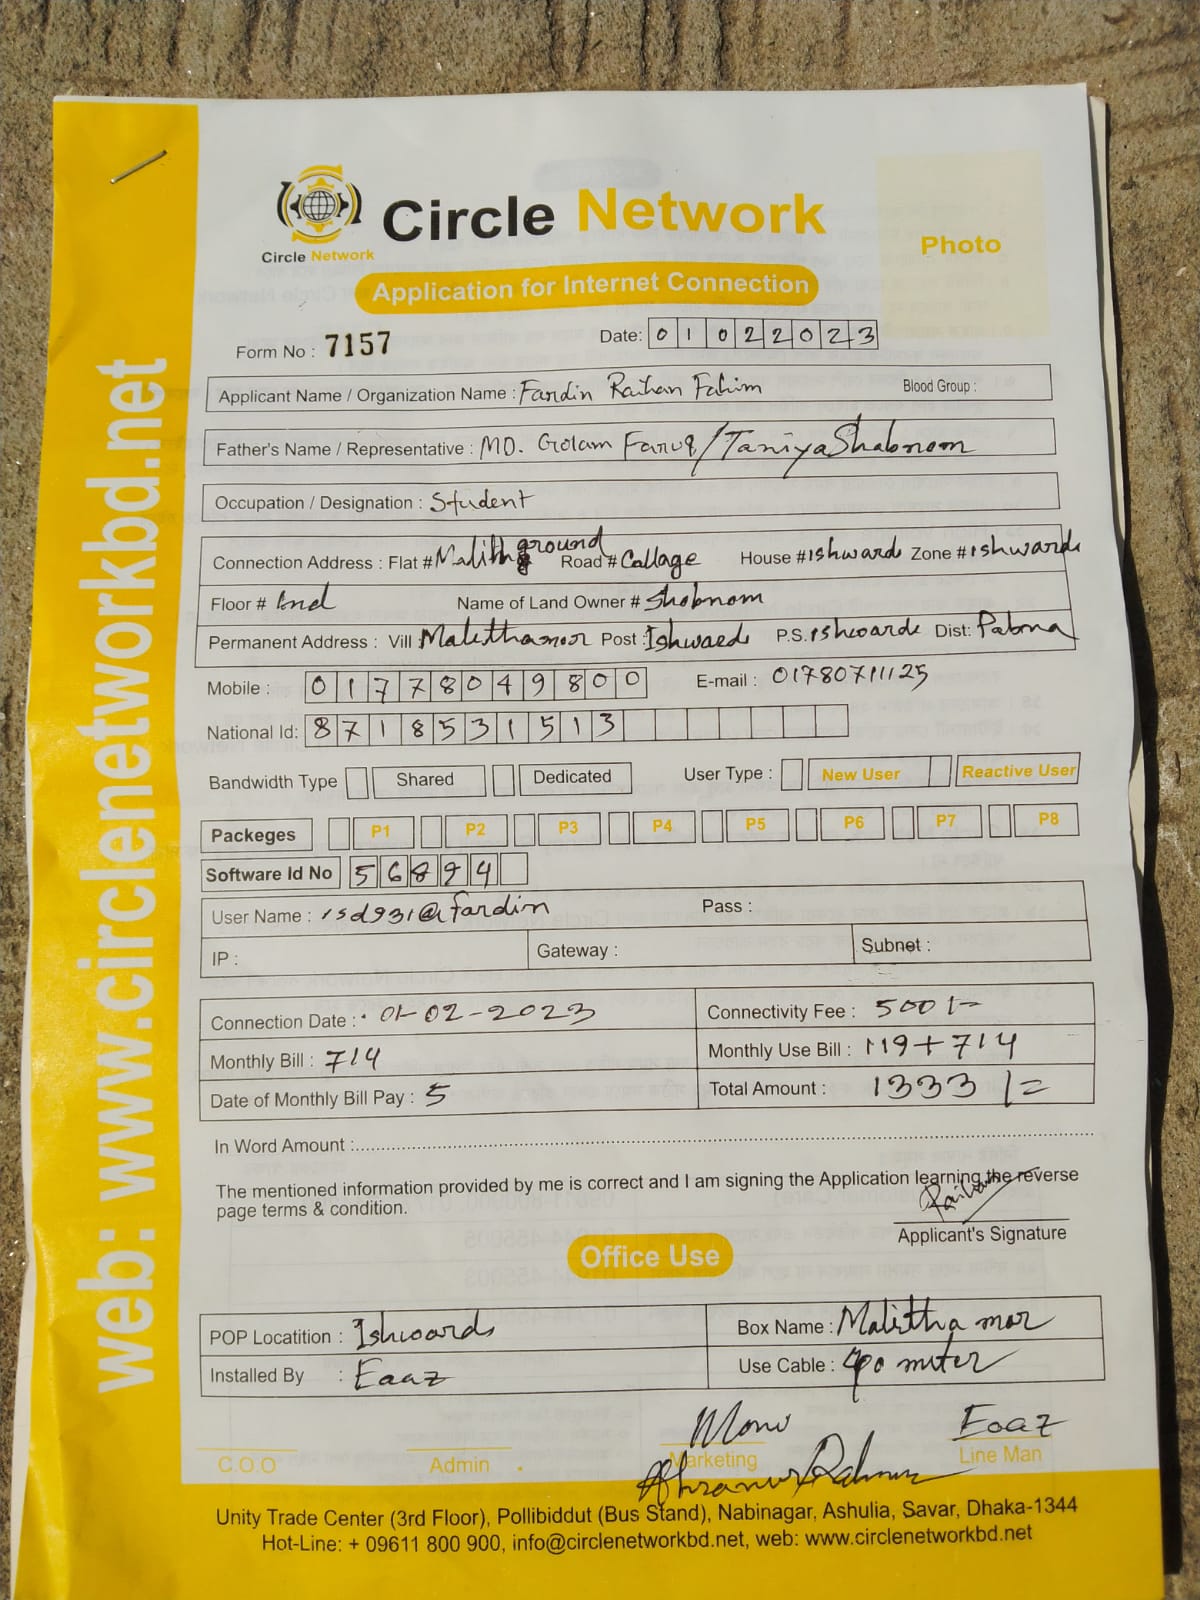 web: www.circlenetworkbd.net
Circle Network
Circle Network
Photo
Application for Internet Connection
Form No : 7157 Date: 01022023
Applicant Name / Organization Name : Fardin Raihan Fahim Blood Group :
Father's Name / Representative : MD. Golam Faruq/Taniya Shabnom
Occupation / Designation : Student
Connection Address : Flat # ground Road # Callage House # ishwardi Zone # ishwardi
Floor # Name of Land Owner # Shobnom
Permanent Address : Vill Malithamor Post : P.S. ishwardi Dist: Pabna
Mobile : 01778049800 E-mail : 01780711125
National Id: 8718531513
Bandwidth Type Shared Dedicated User Type : New User Reactive User
Packeges P1 P2 P3 P4 P5 P6 P7 P8
Software Id No 56894
User Name : isd931@fardin Pass :
IP : Gateway : Subnet :
Connection Date : 01-02-2023 Connectivity Fee : 500/-
Monthly Bill : 714 Monthly Use Bill : 119+714
Date of Monthly Bill Pay : 5 Total Amount : 1333/=
In Word Amount :
The mentioned information provided by me is correct and I am signing the Application learning the reverse
page terms & condition.
Raihan
Applicant's Signature
Office Use
POP Locatition : Ishwardi Box Name : Malitha mor
Installed By : Eaaz Use Cable : 400 miter
Eaaz
C.O.O Admin Marketing Line Man
Unity Trade Center (3rd Floor), Pollibiddut (Bus Stand), Nabinagar, Ashulia, Savar, Dhaka-1344
Hot-Line: + 09611 800 900, info@circlenetworkbd.net, web: www.circlenetworkbd.net